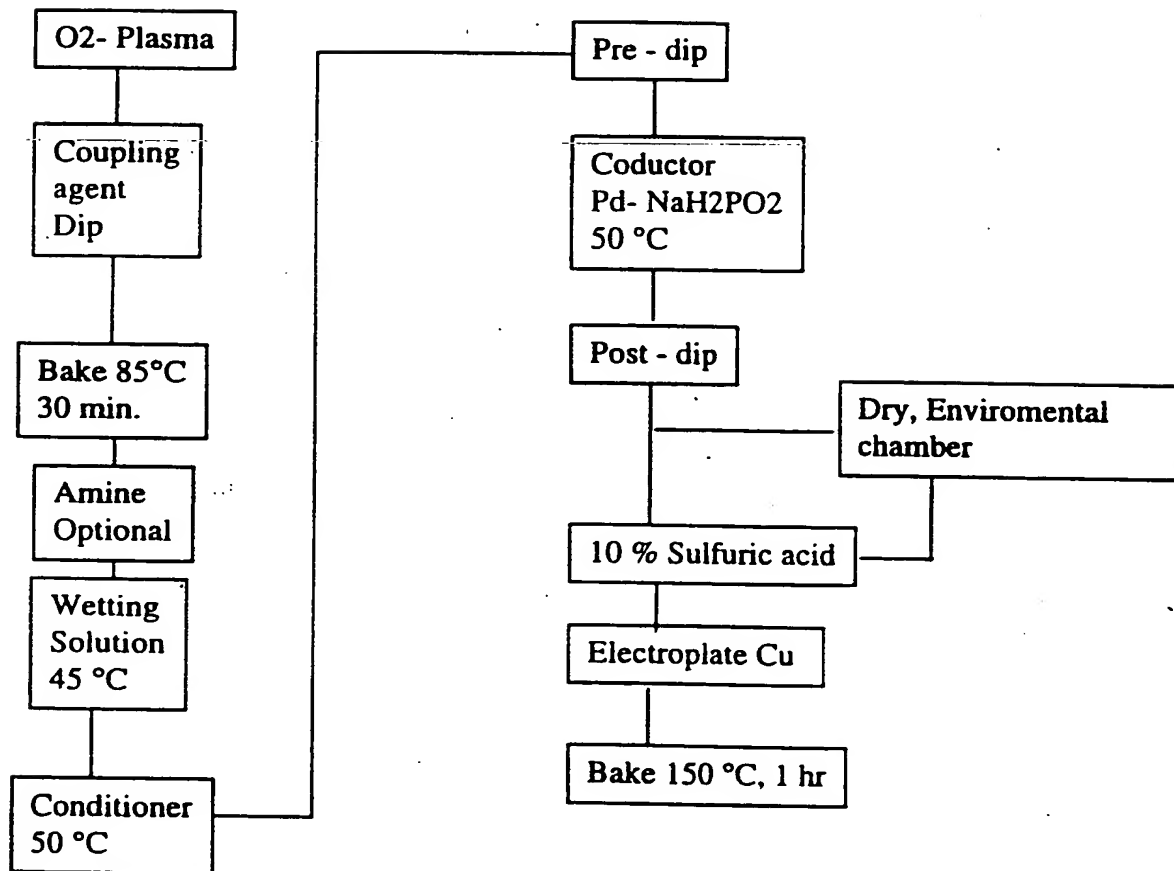 O2- Plasma
Coupling
agent
Dip
Bake 85°C
30 min.
Amine
Optional
Wetting
Solution
45 °C
Conditioner
50 °C
Pre - dip
Coductor
Pd- NaH2PO2
50 °C
Post - dip
Dry, Enviromental
chamber
10 % Sulfuric acid
Electroplate Cu
Bake 150 °C, 1 hr